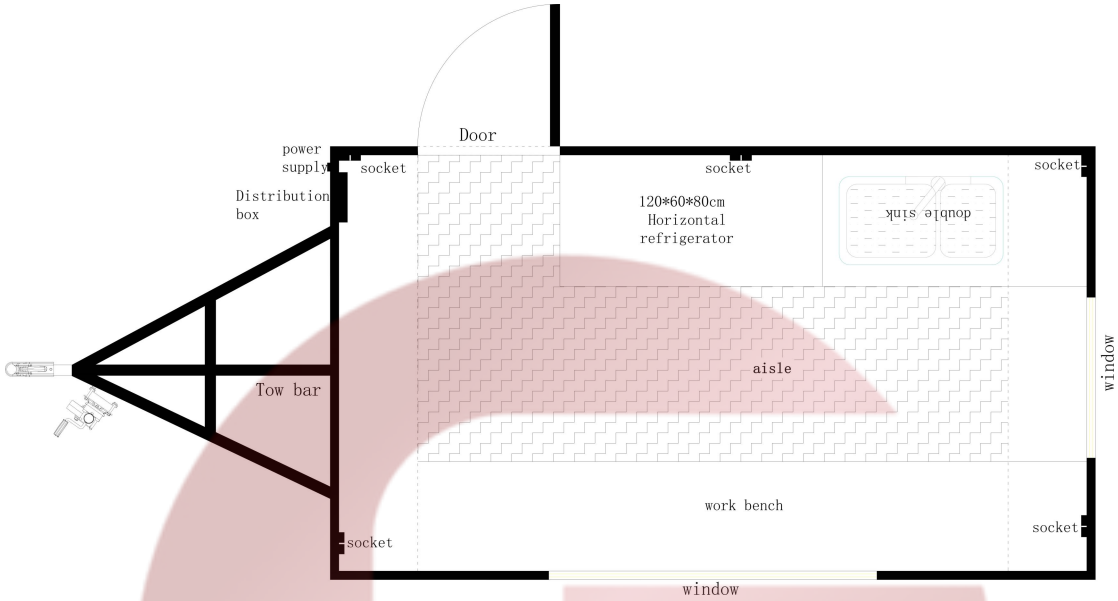 Door
power
supply
socket
socket
socket
Distribution
box
120*60*80cm
Horizontal
refrigerator
double sink
aisle
window
Tow bar
work bench
socket
socket
window